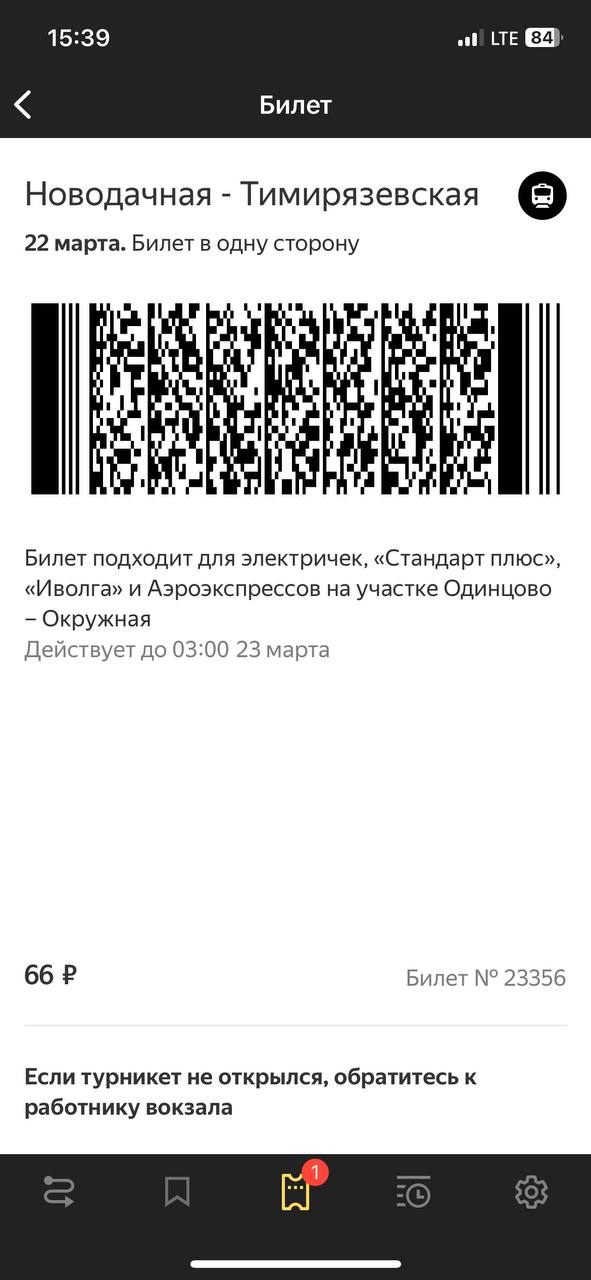 15:39
LTE 84
Билет
Новодачная - Тимирязевская
22 марта. Билет в одну сторону
Билет подходит для электричек, «Стандарт плюс»,
«Иволга» и Аэроэкспрессов на участке Одинцово
– Окружная
Действует до 03:00 23 марта
66 ₽
Билет № 23356
Если турникет не открылся, обратитесь к
работнику вокзала
1